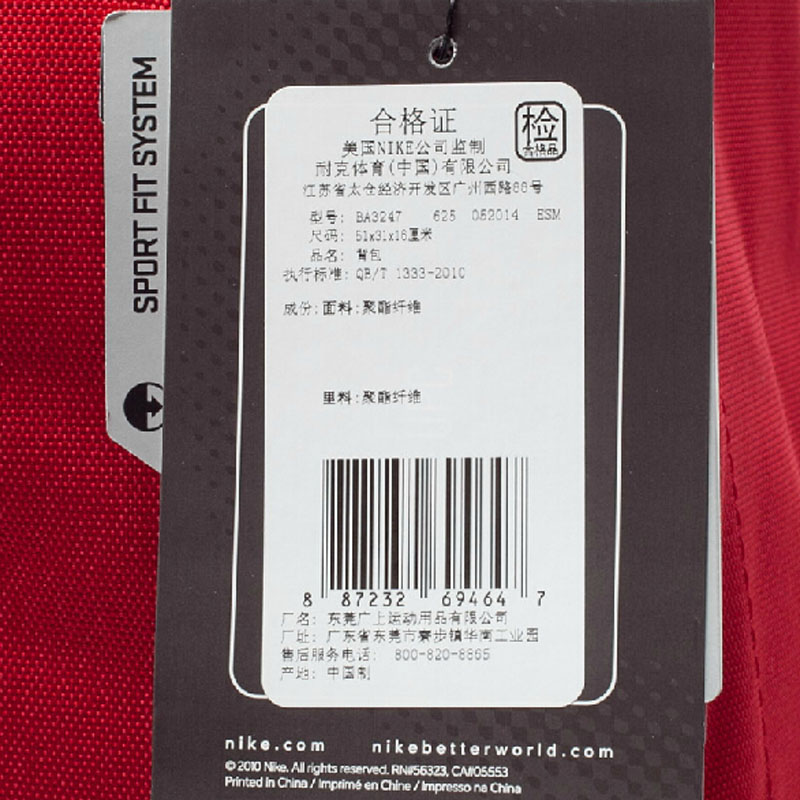 SPORT FIT SYSTEM
合格证
检
合格品
美国NIKE公司监制
耐克体育(中国)有限公司
江苏省太仓经济开发区广州西路88号
型号: BA3247 625 082014 ESM
尺码: 51x31x16厘米
品名: 背包
执行标准: QB/T 1333-2010
成份: 面料: 聚酯纤维
里料: 聚酯纤维
8 87232 69464 7
厂名: 东莞广上运动用品有限公司
厂址: 广东省东莞市寮步镇华南工业园
售后服务电话: 800-820-8865
产地: 中国制
nike.com nikebetterworld.com
© 2010 Nike. All rights reserved. RN#56323, CA#05553
Printed in China / Imprimé en Chine / Impresso na China